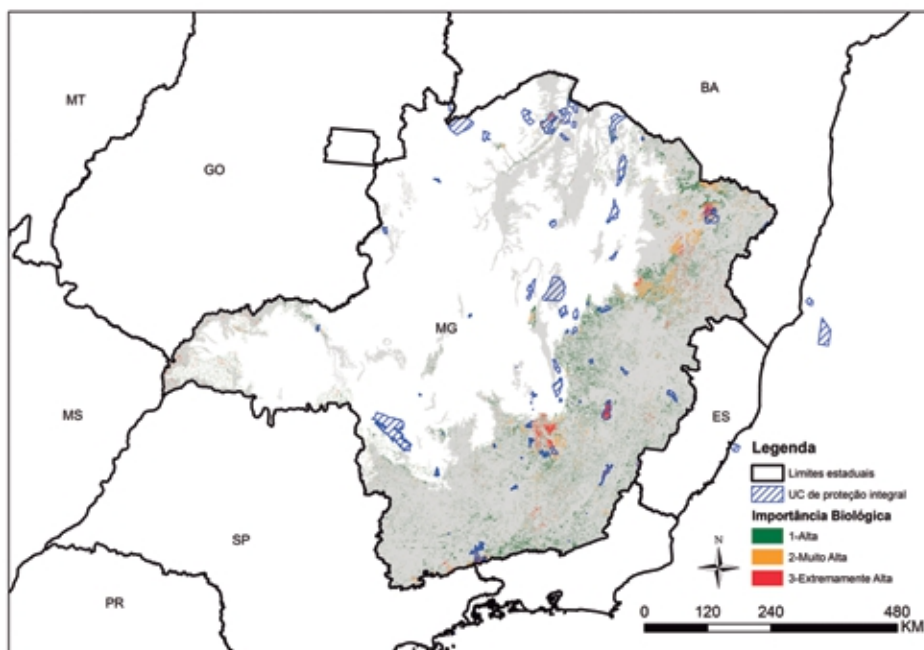 MT
BA
GO
MG
MS
ES
SP
PR
Legenda
Limites estaduais
UC de proteção integral
Importância Biológica
1-Alta
2-Muito Alta
3-Extremamente Alta
N
0 120 240 480
KM